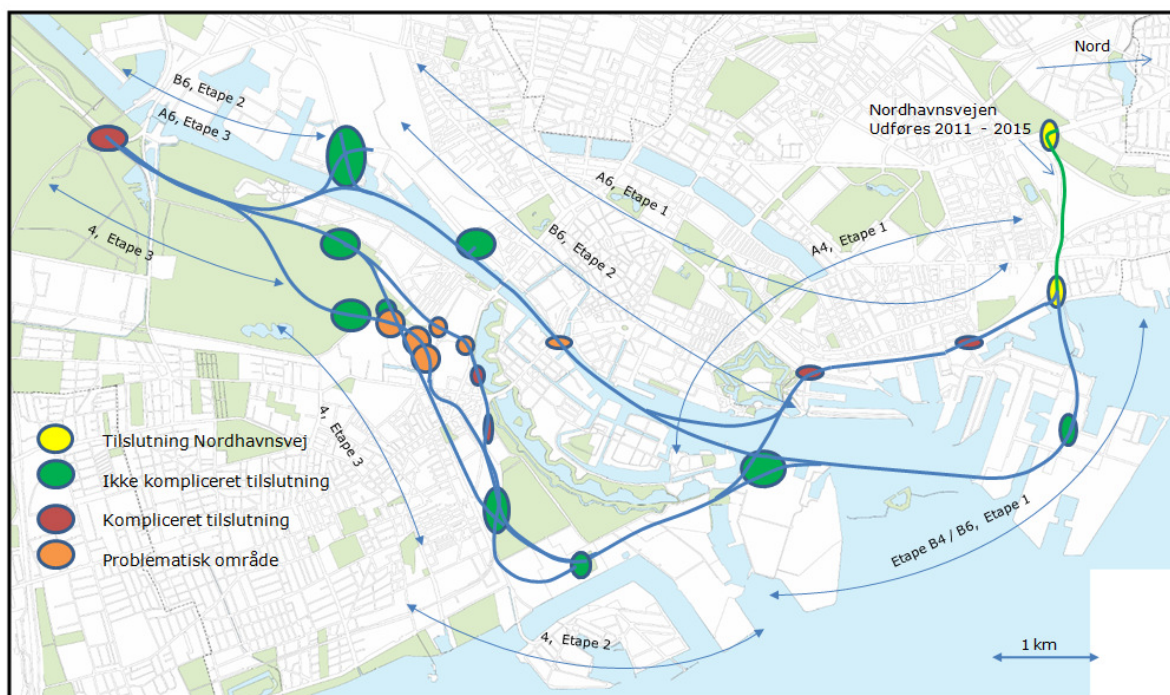 Nord
B6, Etape 2
A6, Etape 3
Nordhavnsvejen
Udføres 2011 - 2015
A6, Etape 1
4, Etape 3
B6, Etape 2
A4, Etape 1
4, Etape 3
Tilslutning Nordhavnsvej
Ikke kompliceret tilslutning
Kompliceret tilslutning
Problematisk område
Etape B4 / B6, Etape 1
4, Etape 2
1 km